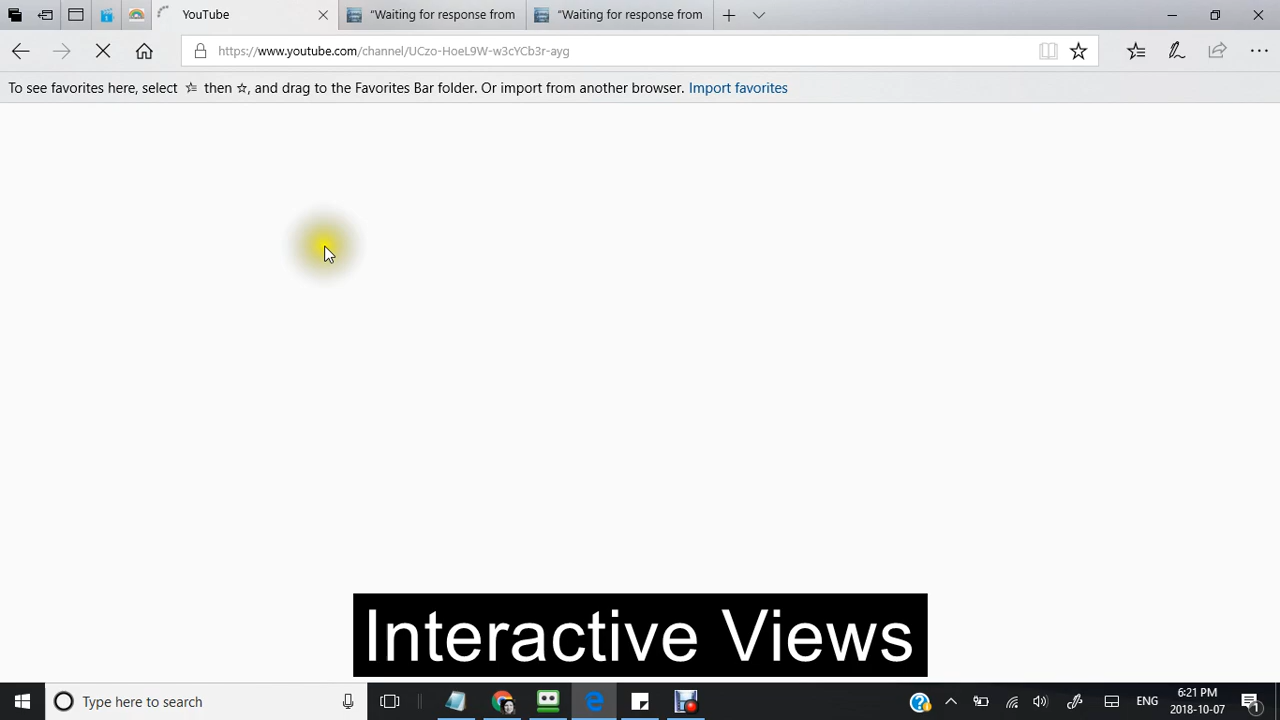 YouTube
"Waiting for response from
"Waiting for response from
https://www.youtube.com/channel/UCzo-HoeL9W-w3cYCb3r-ayg
To see favorites here, select then, and drag to the Favorites Bar folder. Or import from another browser. Import favorites
Interactive Views
Type here to search
ENG
6:21 PM
2018-10-07
1